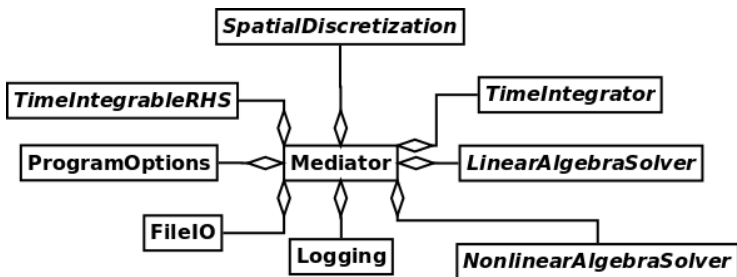 SpatialDiscretization
TimeIntegrableRHS
TimeIntegrator
ProgramOptions
Mediator
LinearAlgebraSolver
FileIO
Logging
NonlinearAlgebraSolver